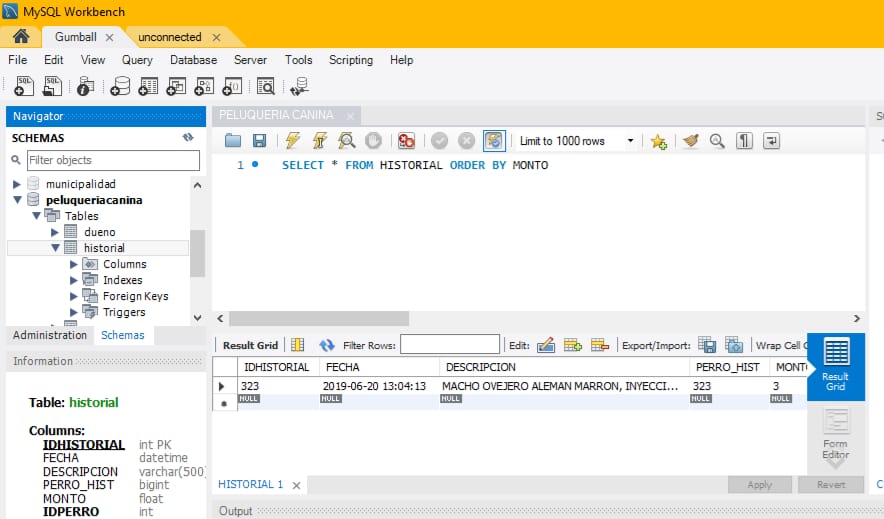 MySQL Workbench
Gumball
unconnected
File Edit View Query Database Server Tools Scripting Help
Navigator
PELUQUERIA CANINA
SCHEMAS
Filter objects
Limit to 1000 rows
municipalidad
peluqueriacanina
Tables
dueno
historial
Columns
Indexes
Foreign Keys
Triggers
1 SELECT * FROM HISTORIAL ORDER BY MONTO
Administration Schemas
Information
Result Grid Filter Rows: Edit: Export/Import: Wrap Cell C
IDHISTORIAL FECHA DESCRIPCION PERRO_HIST MONT
323 2019-06-20 13:04:13 MACHO OVEJERO ALEMAN MARRON, INYECCI... 323 3
NULL NULL NULL NULL NULL
Result
Grid
Form
Editor
Table: historial
Columns:
IDHISTORIAL int PK
FECHA datetime
DESCRIPCION varchar(500)
PERRO_HIST bigint
MONTO float
IDPERRO int
HISTORIAL 1
Apply Revert
Output